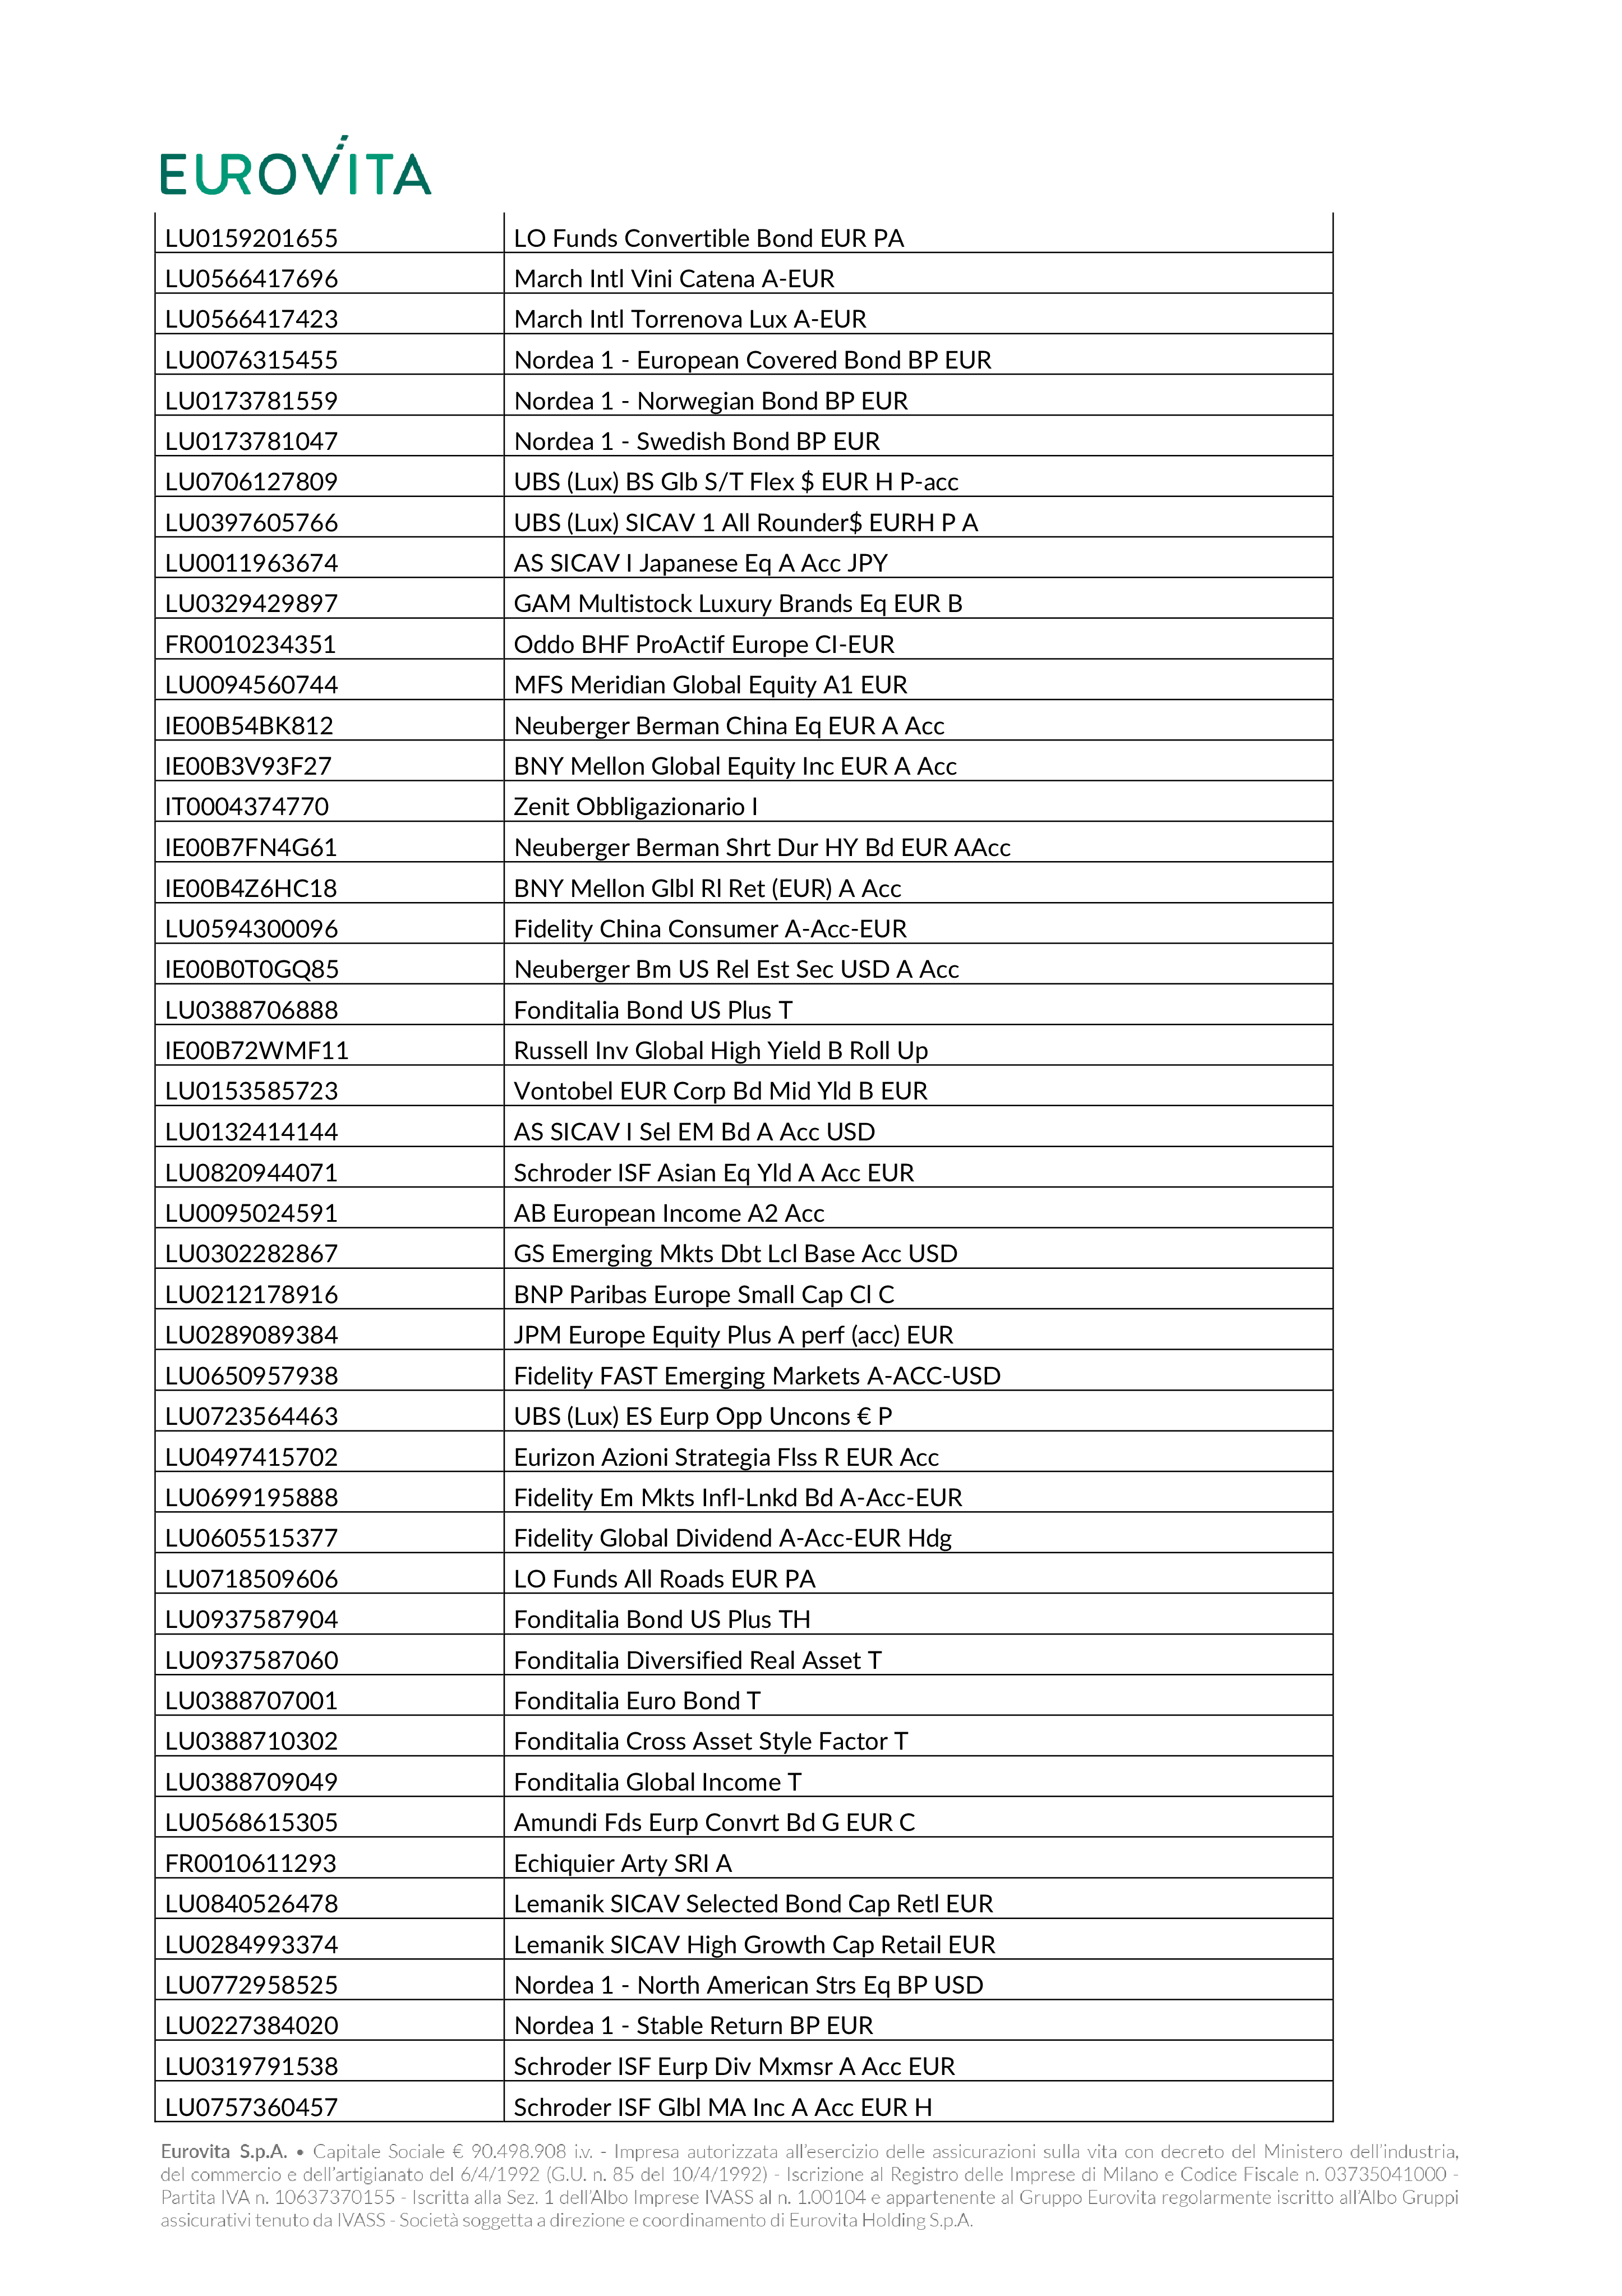 EUROVITA
LU0159201655 LO Funds Convertible Bond EUR PA
LU0566417696 March Intl Vini Catena A-EUR
LU0566417423 March Intl Torrenova Lux A-EUR
LU0076315455 Nordea 1 - European Covered Bond BP EUR
LU0173781559 Nordea 1 - Norwegian Bond BP EUR
LU0173781047 Nordea 1 - Swedish Bond BP EUR
LU0706127809 UBS (Lux) BS Glb S/T Flex $ EUR H P-acc
LU0397605766 UBS (Lux) SICAV 1 All Rounder$ EURH P A
LU0011963674 AS SICAV I Japanese Eq A Acc JPY
LU0329429897 GAM Multistock Luxury Brands Eq EUR B
FR0010234351 Oddo BHF ProActif Europe CI-EUR
LU0094560744 MFS Meridian Global Equity A1 EUR
IE00B54BK812 Neuberger Berman China Eq EUR A Acc
IE00B3V93F27 BNY Mellon Global Equity Inc EUR A Acc
IT0004374770 Zenit Obbligazionario I
IE00B7FN4G61 Neuberger Berman Shrt Dur HY Bd EUR AAcc
IE00B4Z6HC18 BNY Mellon Glbl Rl Ret (EUR) A Acc
LU0594300096 Fidelity China Consumer A-Acc-EUR
IE00B0T0GQ85 Neuberger Bm US Rel Est Sec USD A Acc
LU0388706888 Fonditalia Bond US Plus T
IE00B72WMF11 Russell Inv Global High Yield B Roll Up
LU0153585723 Vontobel EUR Corp Bd Mid Yld B EUR
LU0132414144 AS SICAV I Sel EM Bd A Acc USD
LU0820944071 Schroder ISF Asian Eq Yld A Acc EUR
LU0095024591 AB European Income A2 Acc
LU0302282867 GS Emerging Mkts Dbt Lcl Base Acc USD
LU0212178916 BNP Paribas Europe Small Cap Cl C
LU0289089384 JPM Europe Equity Plus A perf (acc) EUR
LU0650957938 Fidelity FAST Emerging Markets A-ACC-USD
LU0723564463 UBS (Lux) ES Eurp Opp Uncons € P
LU0497415702 Eurizon Azioni Strategia Flss R EUR Acc
LU0699195888 Fidelity Em Mkts Infl-Lnkd Bd A-Acc-EUR
LU0605515377 Fidelity Global Dividend A-Acc-EUR Hdg
LU0718509606 LO Funds All Roads EUR PA
LU0937587904 Fonditalia Bond US Plus TH
LU0937587060 Fonditalia Diversified Real Asset T
LU0388707001 Fonditalia Euro Bond T
LU0388710302 Fonditalia Cross Asset Style Factor T
LU0388709049 Fonditalia Global Income T
LU0568615305 Amundi Fds Eurp Convrt Bd G EUR C
FR0010611293 Echiquier Arty SRI A
LU0840526478 Lemanik SICAV Selected Bond Cap Retl EUR
LU0284993374 Lemanik SICAV High Growth Cap Retail EUR
LU0772958525 Nordea 1 - North American Strs Eq BP USD
LU0227384020 Nordea 1 - Stable Return BP EUR
LU0319791538 Schroder ISF Eurp Div Mxmsr A Acc EUR
LU0757360457 Schroder ISF Glbl MA Inc A Acc EUR H
Eurovita S.p.A. • Capitale Sociale € 90.498.908 i.v. - Impresa autorizzata all'esercizio delle assicurazioni sulla vita con decreto del Ministero dell'industria,
del commercio e dell'artigianato del 6/4/1992 (G.U. n. 85 del 10/4/1992) - Iscrizione al Registro delle Imprese di Milano e Codice Fiscale n. 03735041000 -
Partita IVA n. 10637370155 - Iscritta alla Sez. 1 dell'Albo Imprese IVASS al n. 1.00104 e appartenente al Gruppo Eurovita regolarmente iscritto all'Albo Gruppi
assicurativi tenuto da IVASS - Società soggetta a direzione e coordinamento di Eurovita Holding S.p.A.